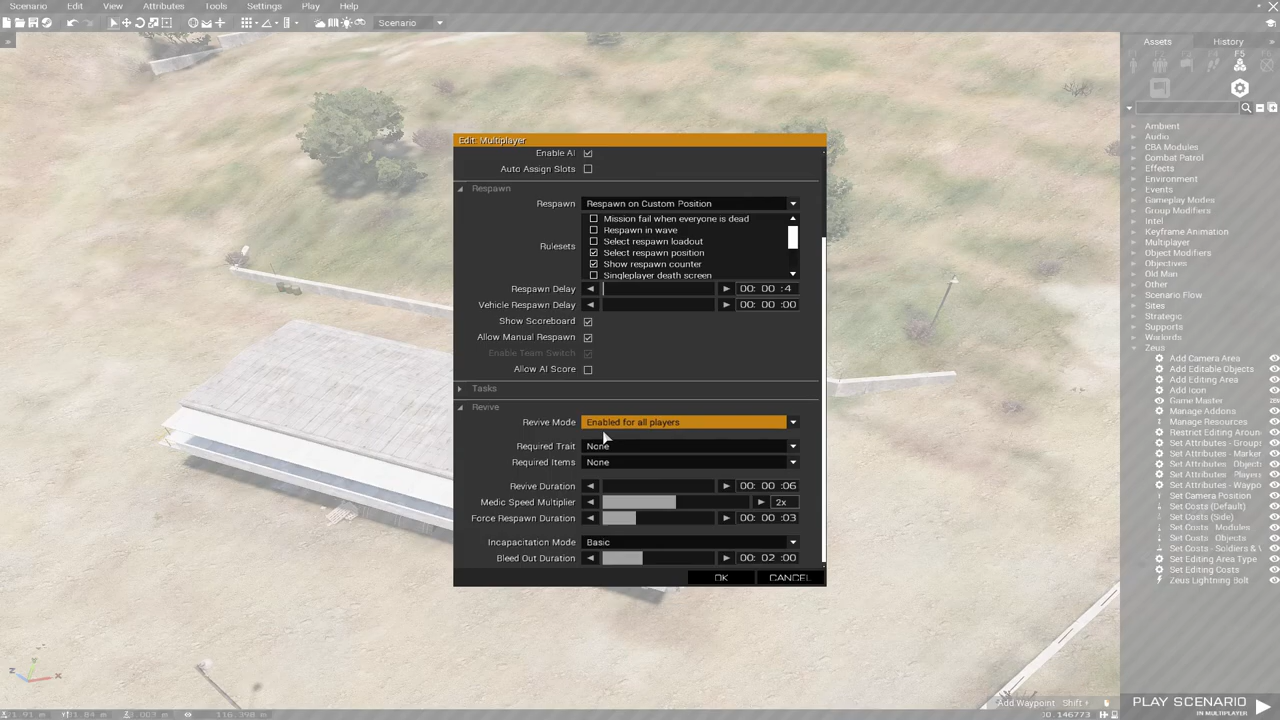 Scenario Edit View Attributes Tools Settings Play Help
Scenario
Assets History
F5
Edit: Multiplayer
Enable AI
Auto Assign Slots
Respawn
Respawn Respawn on Custom Position
Rulesets
Mission fail when everyone is dead
Respawn in wave
Select respawn loadout
Select respawn position
Show respawn counter
Singleplayer death screen
Respawn Delay 00: 00 :4
Vehicle Respawn Delay 00: 00 :00
Show Scoreboard
Allow Manual Respawn
Enable Team Switch
Allow AI Score
Tasks
Revive
Revive Mode Enabled for all players
Required Trait None
Required Items None
Revive Duration 00: 00 :06
Medic Speed Multiplier 2x
Force Respawn Duration 00: 00 :03
Incapacitation Mode Basic
Bleed Out Duration 00: 02 :00
OK CANCEL
Ambient
Audio
CBA Modules
Combat Patrol
Effects
Environment
Events
Gameplay Modes
Group Modifiers
Intel
Keyframe Animation
Multiplayer
Object Modifiers
Objectives
Old Man
Other
Scenario Flow
Sites
Strategic
Supports
Warlords
Zeus
Add Camera Area
Add Editable Objects
Add Editing Area
Add Icon
Game Master
Manage Addons
Manage Resources
Restrict Editing Aroun
Set Attributes - Groups
Set Attributes - Marker
Set Attributes - Object
Set Attributes - Players
Set Attributes - Waypo
Set Camera Position
Set Costs (Default)
Set Costs (Side)
Set Costs - Modules
Set Costs - Objects
Set Costs - Soldiers & V
Set Editing Area Type
Set Editing Costs
Zeus Lightning Bolt
116.398 m
Add Waypoint Shift
PLAY SCENARIO
IN MULTIPLAYER